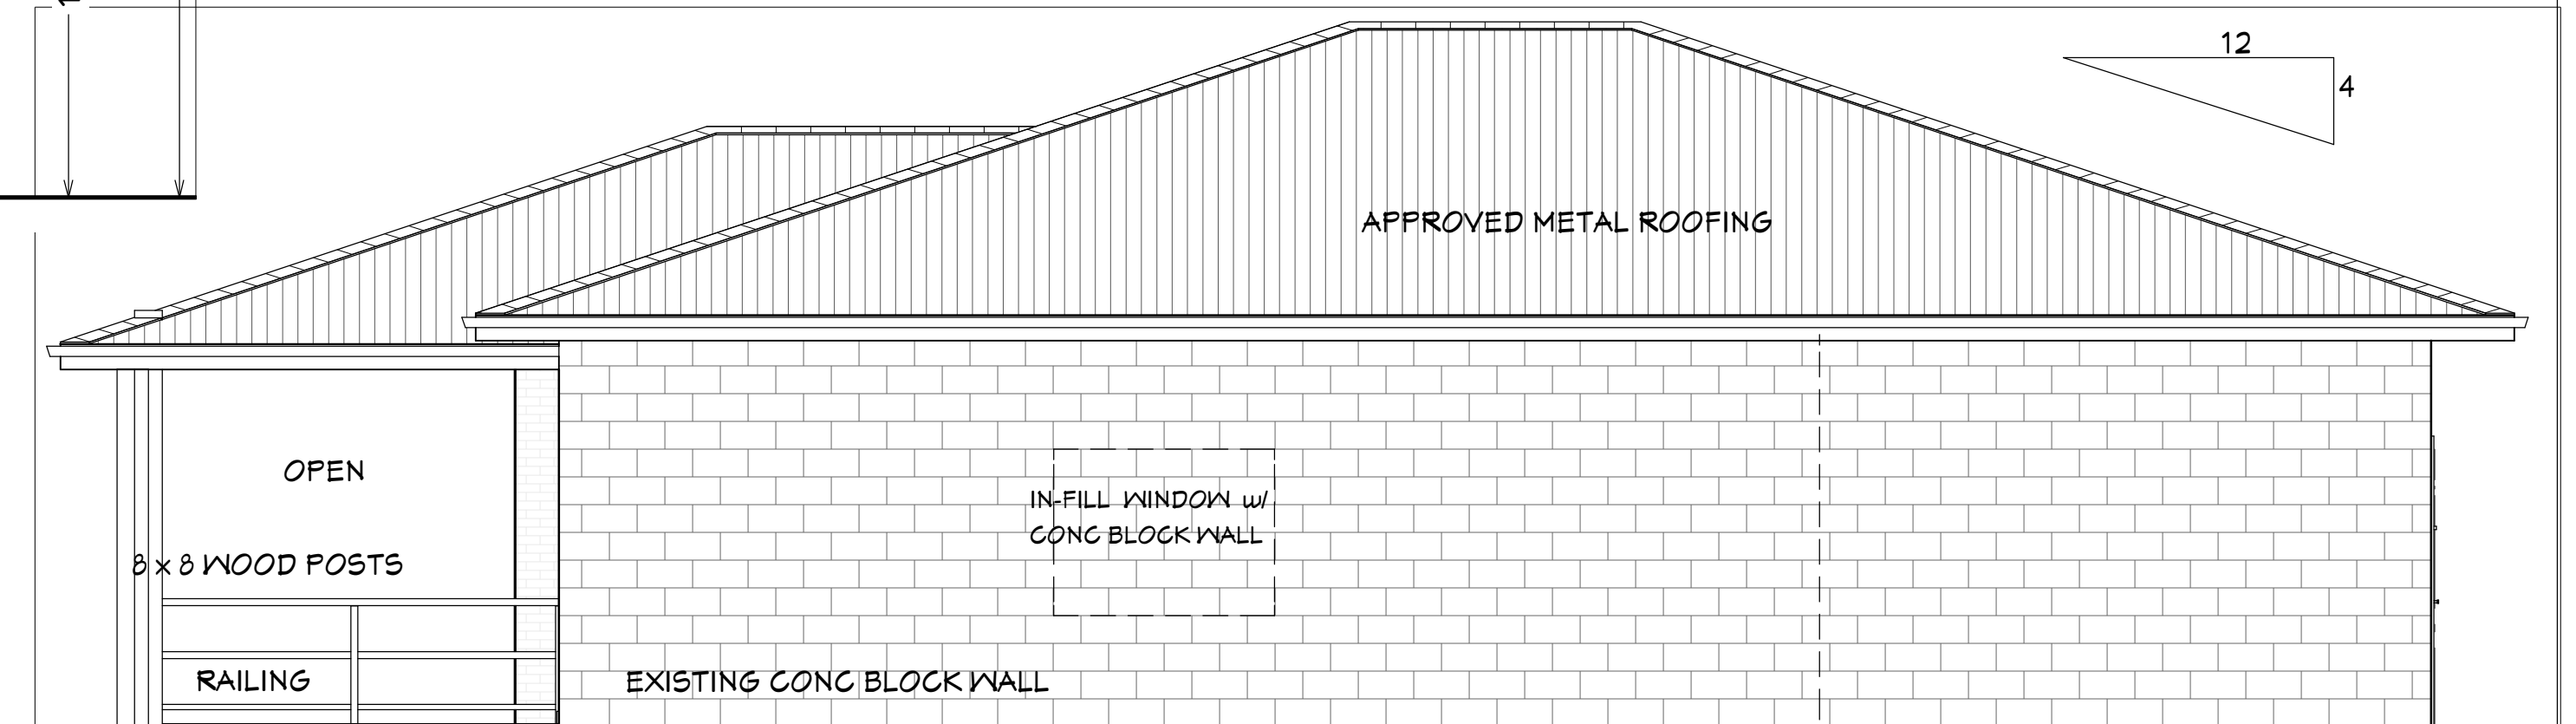 12
4
APPROVED METAL ROOFING
OPEN
IN-FILL WINDOW w/
CONC BLOCK WALL
8 x 8 WOOD POSTS
RAILING
EXISTING CONC BLOCK WALL